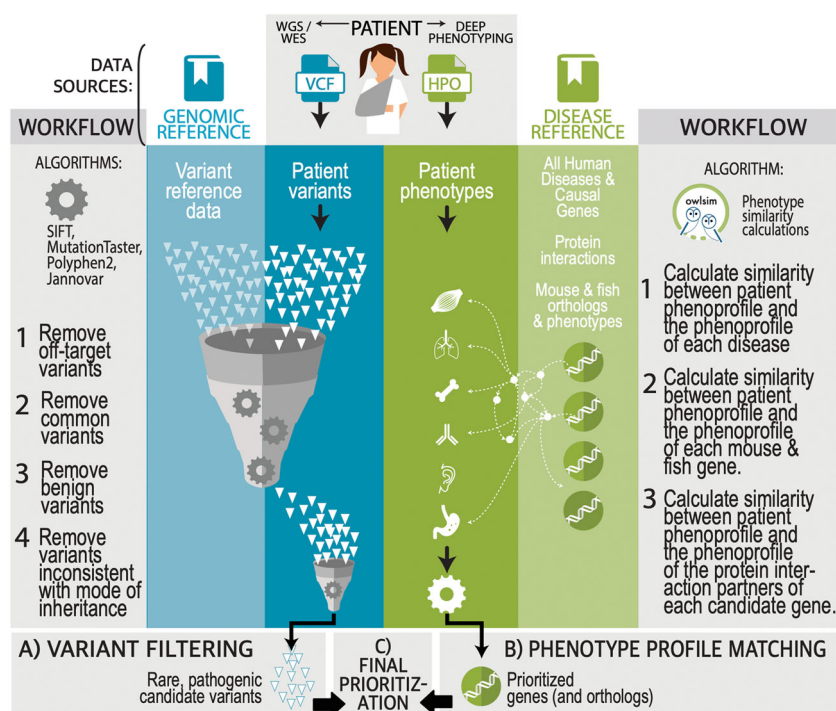 WGS /
WES
PATIENT
DEEP
PHENOTYPING
DATA
SOURCES:
VCF
HPO
GENOMIC
REFERENCE
DISEASE
REFERENCE
WORKFLOW
ALGORITHMS:
SIFT,
MutationTaster,
Polyphen2,
Jannovar
1 Remove
off-target
variants
2 Remove
common
variants
3 Remove
benign
variants
4 Remove
variants
inconsistent
with mode of
inheritance
Variant
reference
data
Patient
variants
Patient
phenotypes
All Human
Diseases &
Causal
Genes
Protein
interactions
Mouse & fish
orthologs
& phenotypes
WORKFLOW
ALGORITHM:
owlsim
Phenotype
similarity
calculations
1 Calculate similarity
between patient
phenoprofile and
the phenoprofile
of each disease
2 Calculate similarity
between patient
phenoprofile and
the phenoprofile
of each mouse &
fish gene.
3 Calculate similarity
between patient
phenoprofile and
the phenoprofile
of the protein inter-
action partners of
each candidate gene.
A) VARIANT FILTERING
Rare, pathogenic
candidate variants
C)
FINAL
PRIORITIZ-
ATION
B) PHENOTYPE PROFILE MATCHING
Prioritized
genes (and orthologs)